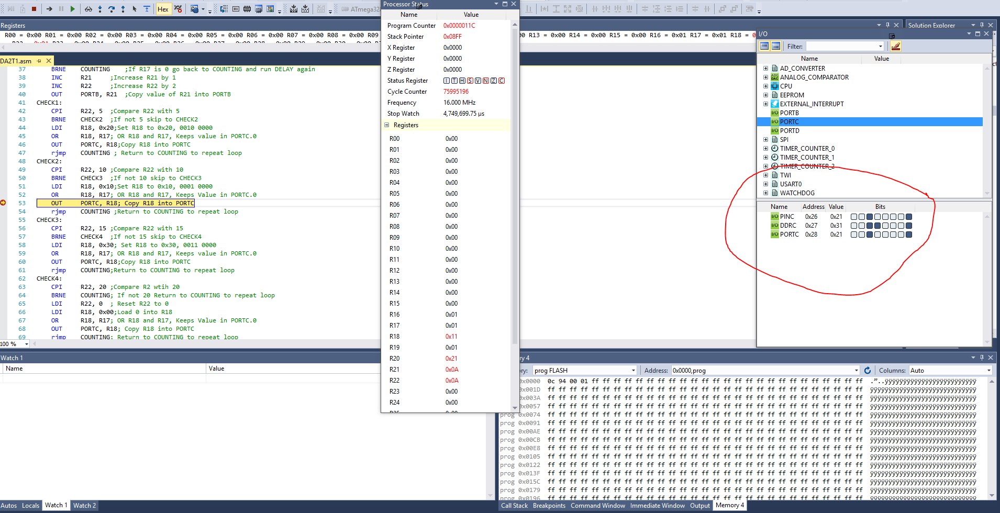 Hex
ATmega328
Registers
R00 = 0x00 R01 = 0x00 R02 = 0x00 R03 = 0x00 R04 = 0x00 R05 = 0x00 R06 = 0x00 R07 = 0x00 R08 = 0x00 R09
R13 = 0x00 R14 = 0x00 R15 = 0x00 R16 = 0x01 R17 = 0x01 R18 =
DA2T1.asm
37 BRNE COUNTING ;If R17 is 0 go back to COUNTING and run DELAY again
38 INC R21 ;Increase R21 by 1
39 INC R22 ;Increase R22 by 2
40 OUT PORTB, R21 ;Copy value of R21 into PORTB
41 CHECK1:
42 CPI R22, 5 ;Compare R22 with 5
43 BRNE CHECK2 ;If not 5 skip to CHECK2
44 LDI R18, 0x20;Set R18 to 0x20, 0010 0000
45 OR R18, R17; OR R18 and R17, Keeps value in PORTC.0
46 OUT PORTC, R18;Copy R18 into PORTC
47 rjmp COUNTING ; Return to COUNTING to repeat loop
48 CHECK2:
49 CPI R22, 10 ;Compare R22 with 10
50 BRNE CHECK3 ;If not 10 skip to CHECK3
51 LDI R18, 0x10;Set R18 to 0x10, 0001 0000
52 OR R18, R17; OR R18 and R17, Keeps Value in PORTC.0
53 OUT PORTC, R18; Copy R18 into PORTC
54 rjmp COUNTING ;Return to COUNTING to repeat loop
55 CHECK3:
56 CPI R22, 15 ;Compare R22 with 15
57 BRNE CHECK4 ;If not 15 skip to CHECK4
58 LDI R18, 0x30; Set R18 to 0x30, 0011 0000
59 OR R18, R17; OR R18 and R17, Keeps value in PORTC.0
60 OUT PORTC, R18;Copy R18 into PORTC
61 rjmp COUNTING;Return to COUNTING to repeat loop
62 CHECK4:
63 CPI R22, 20 ;Compare R2 wtih 20
64 BRNE COUNTING; If not 20 Return to COUNTING to repeat loop
65 LDI R22, 0 ; Reset R22 to 0
66 LDI R18, 0x00;Load 0 into R18
67 OR R18, R17; OR R18 and R17, Keeps Value in PORTC.0
68 OUT PORTC, R18; Copy R18 into PORTC
69 rjmp COUNTING; Return to COUNTING to repeat loop
100 %
Processor Status
Name Value
Program Counter 0x0000011C
Stack Pointer 0x08FF
X Register 0x0000
Y Register 0x0000
Z Register 0x0000
Status Register I T H S V N Z C
Cycle Counter 75995196
Frequency 16.000 MHz
Stop Watch 4,749,699.75 µs
Registers
R00 0x00
R01 0x00
R02 0x00
R03 0x00
R04 0x00
R05 0x00
R06 0x00
R07 0x00
R08 0x00
R09 0x00
R10 0x00
R11 0x00
R12 0x00
R13 0x00
R14 0x00
R15 0x00
R16 0x01
R17 0x01
R18 0x11
R19 0x01
R20 0x21
R21 0x0A
R22 0x0A
R23 0x00
R24 0x00
Solution Explorer
I/O
Filter:
Name Value
AD_CONVERTER
ANALOG_COMPARATOR
CPU
EEPROM
EXTERNAL_INTERRUPT
I/O PORTB
I/O PORTC
I/O PORTD
SPI
TIMER_COUNTER_0
TIMER_COUNTER_1
TIMER_COUNTER_2
TWI
USART0
WATCHDOG
Name Address Value Bits
I/O PINC 0x26 0x21
I/O DDRC 0x27 0x31
I/O PORTC 0x28 0x21
Watch 1
Name Value
Autos Locals Watch 1 Watch 2
ry 4
ry: prog FLASH Address: 0x0000,prog Columns: Auto
0x0000 0c 94 00 01 ff ff ff ff ff ff ff ff ff ff ff ff ff ff ff ff ff ff ff ff ff ff ff ff ff .”..ÿÿÿÿÿÿÿÿÿÿÿÿÿÿÿÿÿÿÿÿÿÿÿÿÿ
0x001D ff ff ff ff ff ff ff ff ff ff ff ff ff ff ff ff ff ff ff ff ff ff ff ff ff ff ff ff ff ÿÿÿÿÿÿÿÿÿÿÿÿÿÿÿÿÿÿÿÿÿÿÿÿÿÿÿÿÿ
0x003A ff ff ff ff ff ff ff ff ff ff ff ff ff ff ff ff ff ff ff ff ff ff ff ff ff ff ff ff ff ÿÿÿÿÿÿÿÿÿÿÿÿÿÿÿÿÿÿÿÿÿÿÿÿÿÿÿÿÿ
0x0057 ff ff ff ff ff ff ff ff ff ff ff ff ff ff ff ff ff ff ff ff ff ff ff ff ff ff ff ff ff ÿÿÿÿÿÿÿÿÿÿÿÿÿÿÿÿÿÿÿÿÿÿÿÿÿÿÿÿÿ
prog 0x0074 ff ff ff ff ff ff ff ff ff ff ff ff ff ff ff ff ff ff ff ff ff ff ff ff ff ff ff ff ff ÿÿÿÿÿÿÿÿÿÿÿÿÿÿÿÿÿÿÿÿÿÿÿÿÿÿÿÿÿ
prog 0x0091 ff ff ff ff ff ff ff ff ff ff ff ff ff ff ff ff ff ff ff ff ff ff ff ff ff ff ff ff ff ÿÿÿÿÿÿÿÿÿÿÿÿÿÿÿÿÿÿÿÿÿÿÿÿÿÿÿÿÿ
prog 0x00AE ff ff ff ff ff ff ff ff ff ff ff ff ff ff ff ff ff ff ff ff ff ff ff ff ff ff ff ff ff ÿÿÿÿÿÿÿÿÿÿÿÿÿÿÿÿÿÿÿÿÿÿÿÿÿÿÿÿÿ
prog 0x00CB ff ff ff ff ff ff ff ff ff ff ff ff ff ff ff ff ff ff ff ff ff ff ff ff ff ff ff ff ff ÿÿÿÿÿÿÿÿÿÿÿÿÿÿÿÿÿÿÿÿÿÿÿÿÿÿÿÿÿ
prog 0x00E8 ff ff ff ff ff ff ff ff ff ff ff ff ff ff ff ff ff ff ff ff ff ff ff ff ff ff ff ff ff ÿÿÿÿÿÿÿÿÿÿÿÿÿÿÿÿÿÿÿÿÿÿÿÿÿÿÿÿÿ
prog 0x0105 ff ff ff ff ff ff ff ff ff ff ff ff ff ff ff ff ff ff ff ff ff ff ff ff ff ff ff ff ff ÿÿÿÿÿÿÿÿÿÿÿÿÿÿÿÿÿÿÿÿÿÿÿÿÿÿÿÿÿ
prog 0x0122 ff ff ff ff ff ff ff ff ff ff ff ff ff ff ff ff ff ff ff ff ff ff ff ff ff ff ff ff ff ÿÿÿÿÿÿÿÿÿÿÿÿÿÿÿÿÿÿÿÿÿÿÿÿÿÿÿÿÿ
prog 0x013F ff ff ff ff ff ff ff ff ff ff ff ff ff ff ff ff ff ff ff ff ff ff ff ff ff ff ff ff ff ÿÿÿÿÿÿÿÿÿÿÿÿÿÿÿÿÿÿÿÿÿÿÿÿÿÿÿÿÿ
prog 0x015C ff ff ff ff ff ff ff ff ff ff ff ff ff ff ff ff ff ff ff ff ff ff ff ff ff ff ff ff ff ÿÿÿÿÿÿÿÿÿÿÿÿÿÿÿÿÿÿÿÿÿÿÿÿÿÿÿÿÿ
prog 0x0179 ff ff ff ff ff ff ff ff ff ff ff ff ff ff ff ff ff ff ff ff ff ff ff ff ff ff ff ff ff ÿÿÿÿÿÿÿÿÿÿÿÿÿÿÿÿÿÿÿÿÿÿÿÿÿÿÿÿÿ
prog 0x0196 ff ff ff ff ff ff ff ff ff ff ff ff ff ff ff ff ff ff ff ff ff ff ff ff ff ff ff ff ff ÿÿÿÿÿÿÿÿÿÿÿÿÿÿÿÿÿÿÿÿÿÿÿÿÿÿÿÿÿ
Call Stack Breakpoints Command Window Immediate Window Output Memory 4